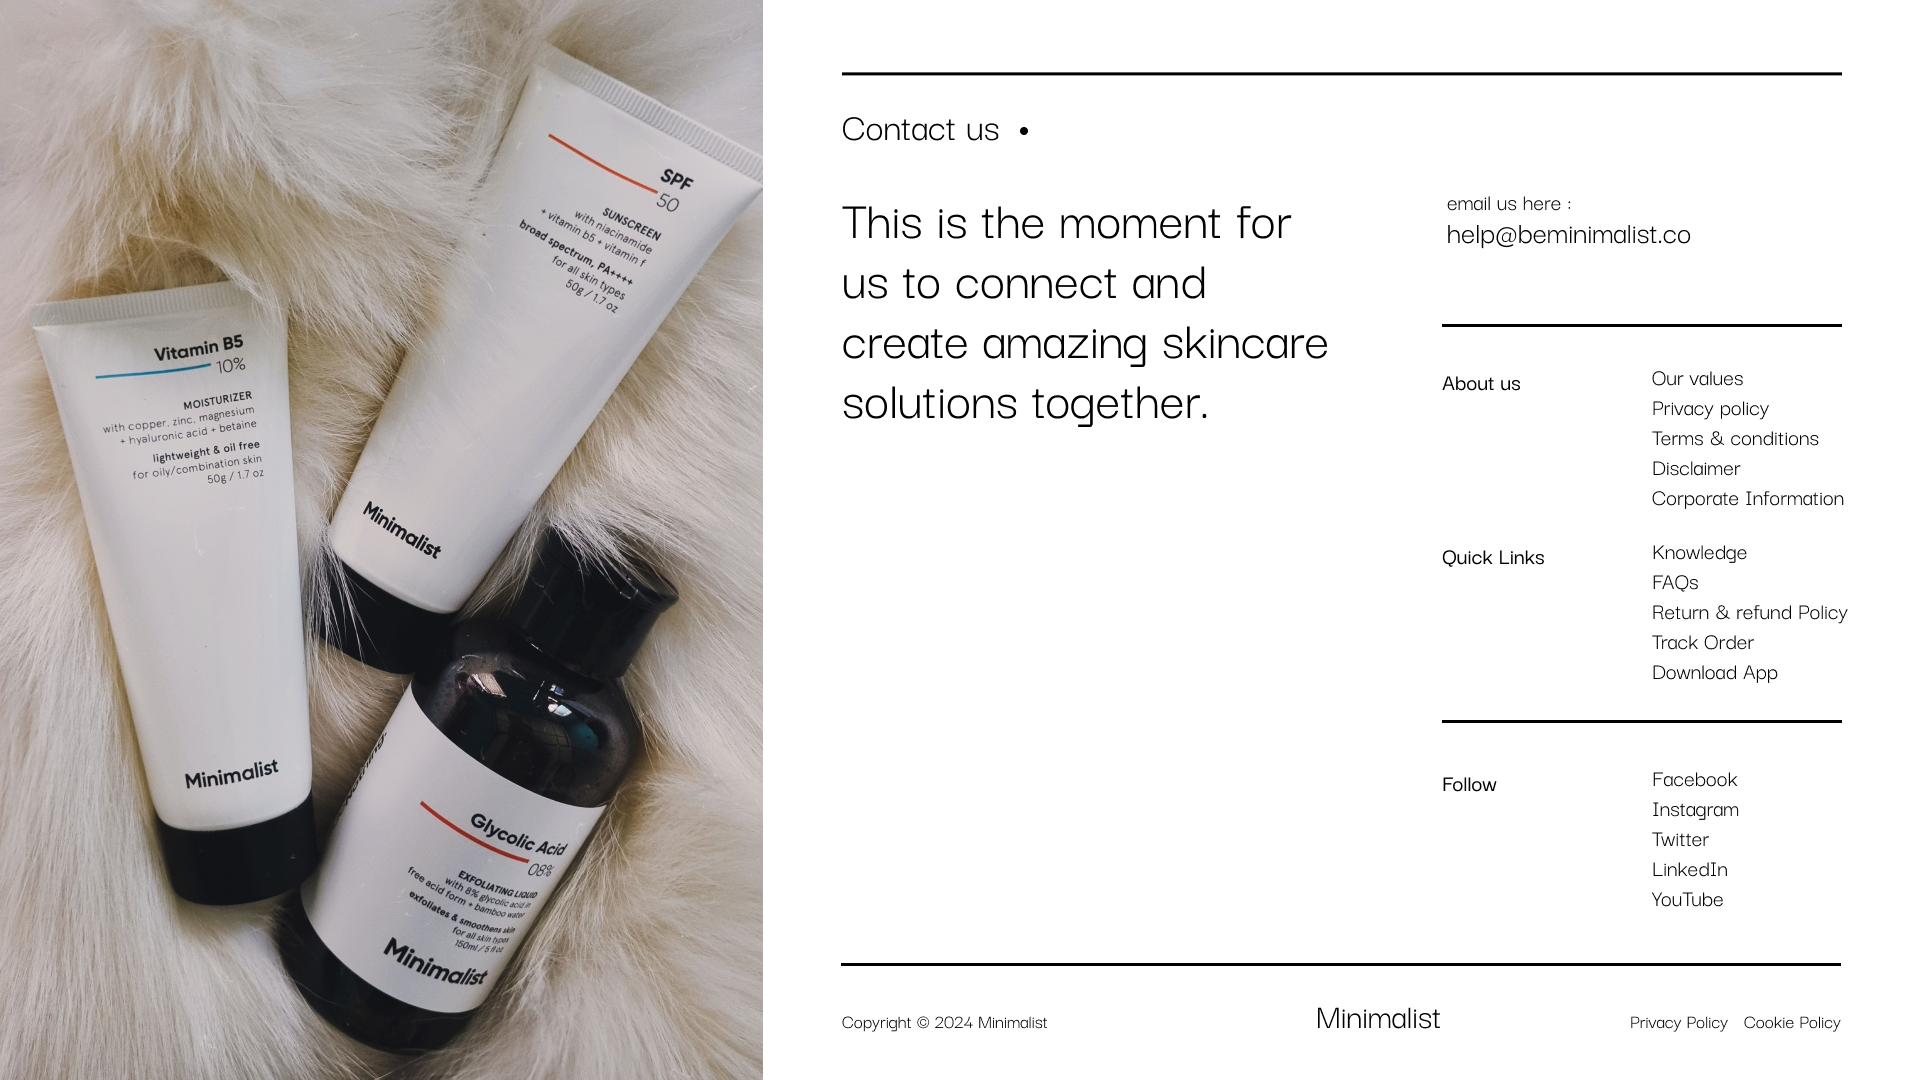 SPF
50
SUNSCREEN
with niacinamide
+ vitamin b5 + vitamin f
broad spectrum, PA++++
for all skin types
50g / 1.7 oz
Minimalist
Vitamin B5
10%
MOISTURIZER
with copper, zinc, magnesium
+ hyaluronic acid + betaine
lightweight & oil free
for oily/combination skin
50g / 1.7 oz
Minimalist
Glycolic Acid
08%
EXFOLIATING LIQUID
with 8% glycolic acid in
free acid form + bamboo water
exfoliates & smoothens skin
for all skin types
150ml / 5 fl oz
Minimalist
Contact us •
This is the moment for
us to connect and
create amazing skincare
solutions together.
email us here :
help@beminimalist.co
About us
Our values
Privacy policy
Terms & conditions
Disclaimer
Corporate Information
Quick Links
Knowledge
FAQs
Return & refund Policy
Track Order
Download App
Follow
Facebook
Instagram
Twitter
LinkedIn
YouTube
Copyright © 2024 Minimalist
Minimalist
Privacy Policy Cookie Policy